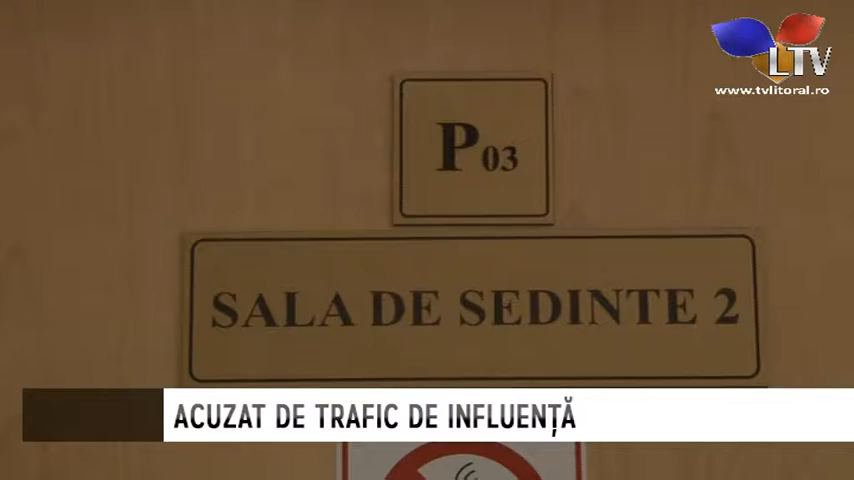 LTV
www.tvlitoral.ro
P03
SALA DE SEDINTE 2
ACUZAT DE TRAFIC DE INFLUENȚĂ